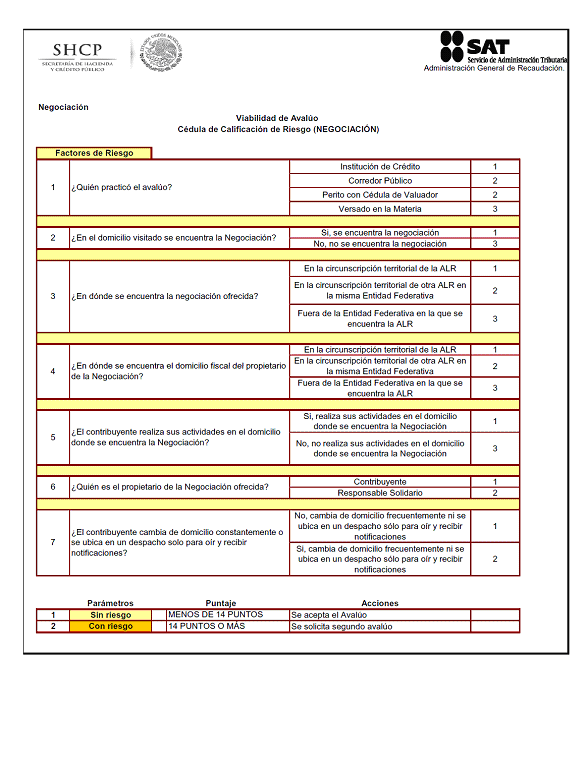 SHCP
SECRETARÍA DE HACIENDA
Y CRÉDITO PÚBLICO
ESTADOS UNIDOS MEXICANOS
SAT
Servicio de Administración Tributaria
Administración General de Recaudación.
Negociación
Viabilidad de Avalúo
Cédula de Calificación de Riesgo (NEGOCIACIÓN)
Factores de Riesgo
1 ¿Quién practicó el avalúo?
Institución de Crédito 1
Corredor Público 2
Perito con Cédula de Valuador 2
Versado en la Materia 3
2 ¿En el domicilio visitado se encuentra la Negociación?
Si, se encuentra la negociación 1
No, no se encuentra la negociación 3
3 ¿En dónde se encuentra la negociación ofrecida?
En la circunscripción territorial de la ALR 1
En la circunscripción territorial de otra ALR en
la misma Entidad Federativa 2
Fuera de la Entidad Federativa en la que se
encuentra la ALR 3
4 ¿En dónde se encuentra el domicilio fiscal del propietario
de la Negociación?
En la circunscripción territorial de la ALR 1
En la circunscripción territorial de otra ALR en
la misma Entidad Federativa 2
Fuera de la Entidad Federativa en la que se
encuentra la ALR 3
5 ¿El contribuyente realiza sus actividades en el domicilio
donde se encuentra la Negociación?
Si, realiza sus actividades en el domicilio
donde se encuentra la Negociación 1
No, no realiza sus actividades en el domicilio
donde se encuentra la Negociación 3
6 ¿Quién es el propietario de la Negociación ofrecida?
Contribuyente 1
Responsable Solidario 2
7 ¿El contribuyente cambia de domicilio constantemente o
se ubica en un despacho solo para oír y recibir
notificaciones?
No, cambia de domicilio frecuentemente ni se
ubica en un despacho sólo para oír y recibir
notificaciones 1
Si, cambia de domicilio frecuentemente ni se
ubica en un despacho sólo para oír y recibir
notificaciones 2
Parámetros Puntaje Acciones
1 Sin riesgo MENOS DE 14 PUNTOS Se acepta el Avalúo
2 Con riesgo 14 PUNTOS O MÁS Se solicita segundo avalúo